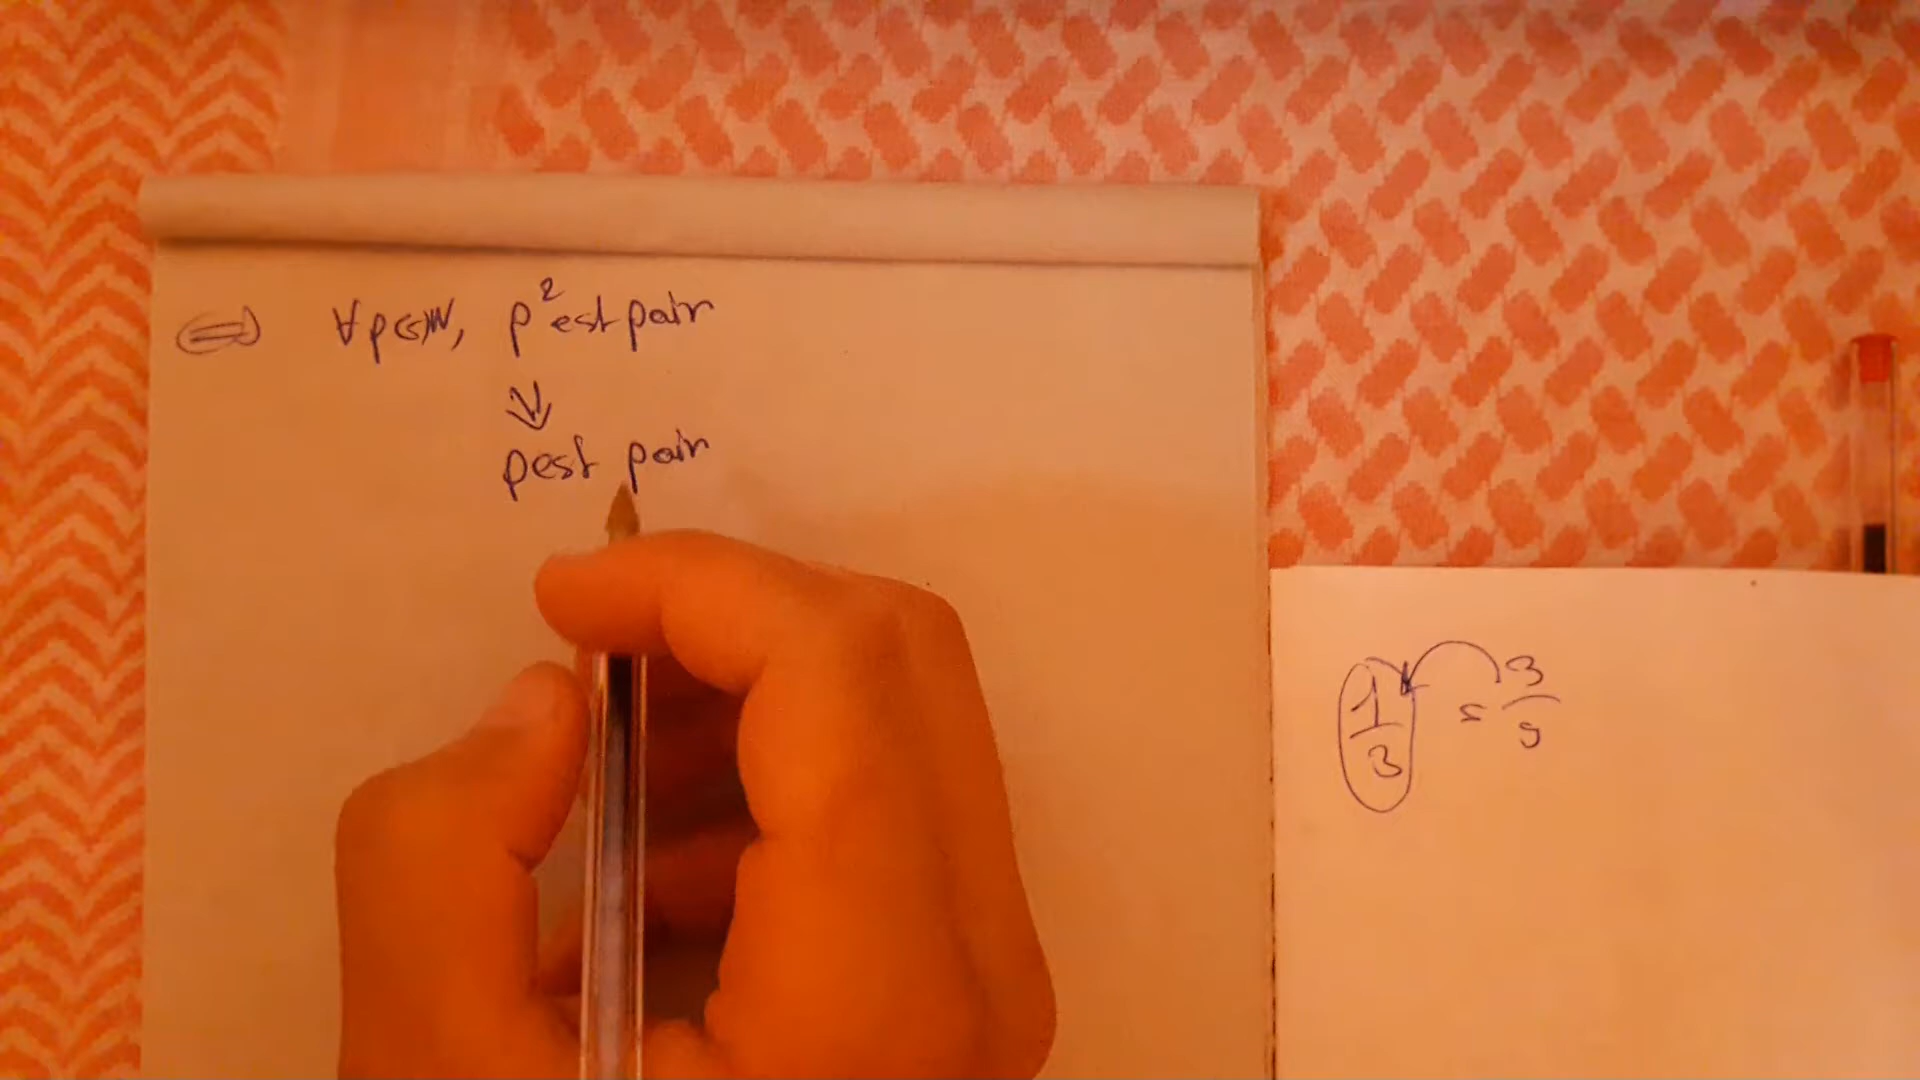 ⇔ ∀p∈ℕ, p² est pair
⇓
p est pair
1/3 = 3/9